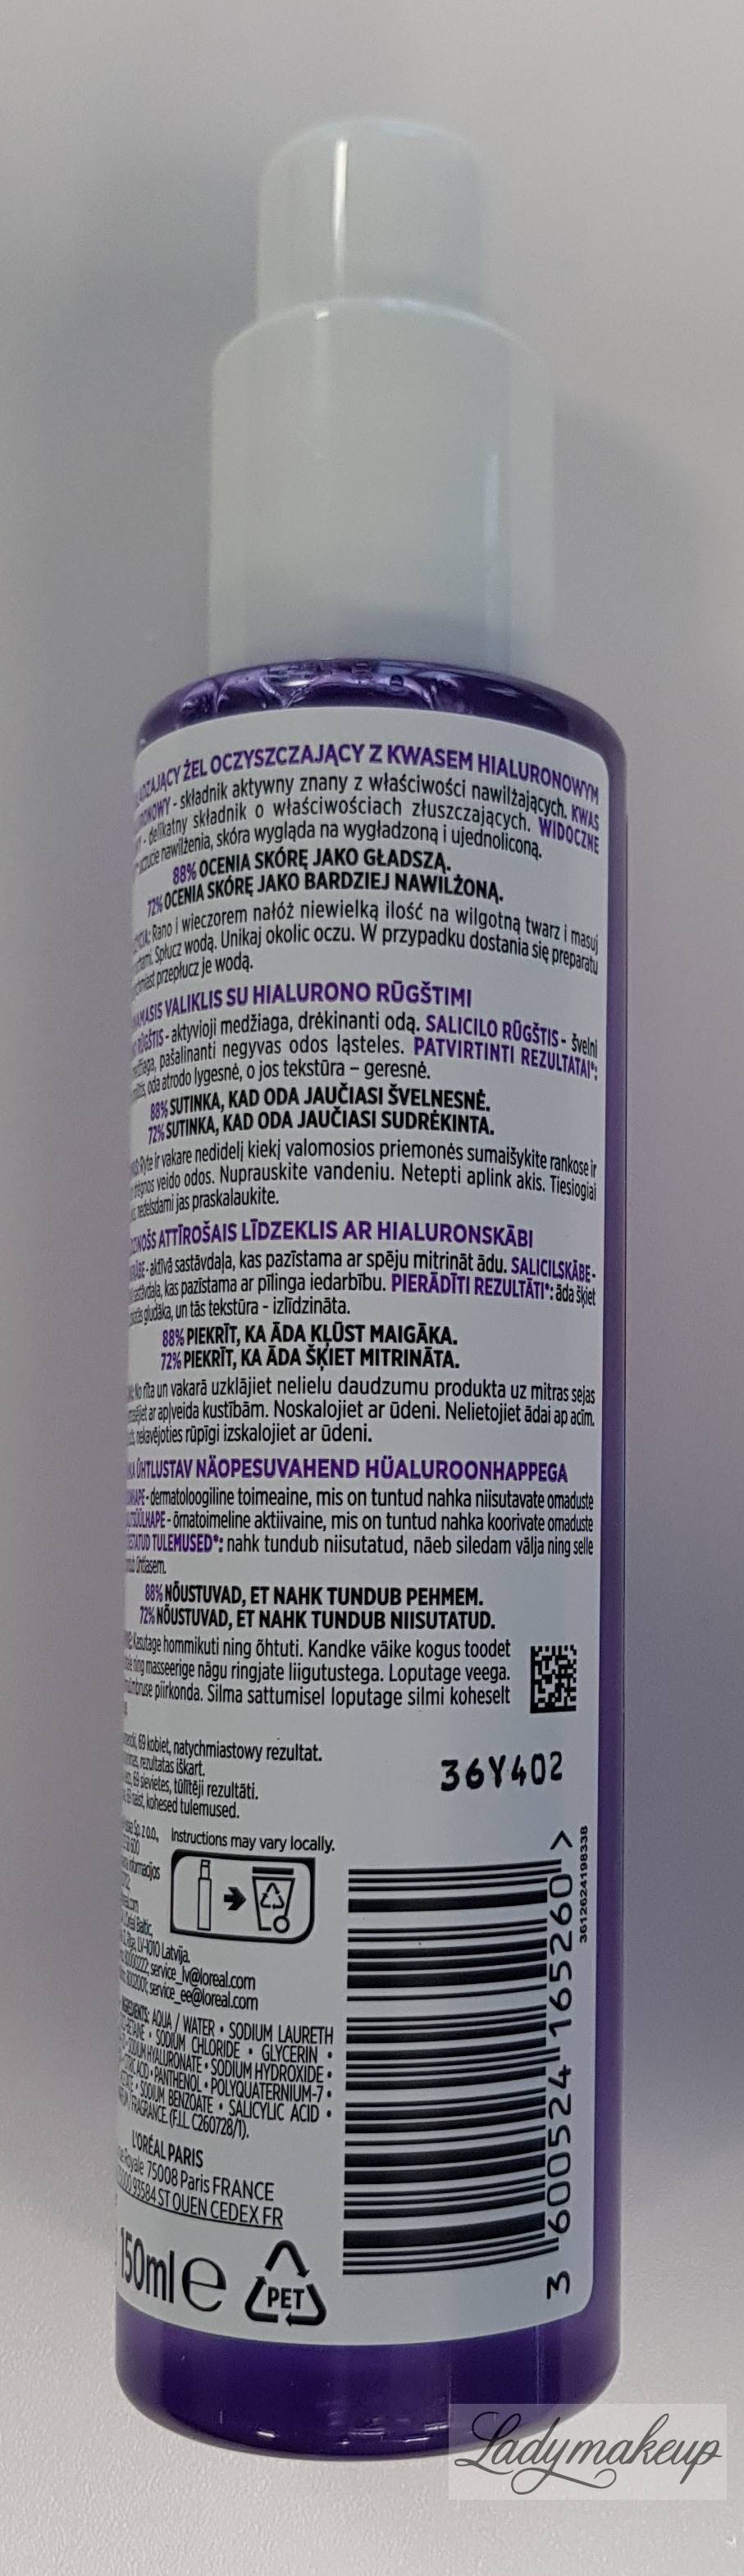 ŻEL OCZYSZCZAJĄCY Z KWASEM HIALURONOWYM
- składnik aktywny znany z właściwości nawilżających. KWAS
- delikatny składnik o właściwościach złuszczających. WIDOCZNE
uczucie nawilżenia, skóra wygląda na wygładzoną i ujednoliconą.
88% OCENIA SKÓRĘ JAKO GŁADSZĄ.
72% OCENIA SKÓRĘ JAKO BARDZIEJ NAWILŻONĄ.
Rano i wieczorem nałóż niewielką ilość na wilgotną twarz i masuj
Spłucz wodą. Unikaj okolic oczu. W przypadku dostania się preparatu
przepłucz je wodą.
VALIKLIS SU HIALURONO RŪGŠTIMI
RŪGŠTIS - aktyvioji medžiaga, drėkinanti odą. SALICILO RŪGŠTIS - švelni
medžiaga, pašalinanti negyvas odos ląsteles. PATVIRTINTI REZULTATAI*:
oda atrodo lygesnė, o jos tekstūra – geresnė.
88% SUTINKA, KAD ODA JAUČIASI ŠVELNESNĖ.
72% SUTINKA, KAD ODA JAUČIASI SUDRĖKINTA.
Ryte ir vakare nedidelį kiekį valomosios priemonės sumaišykite rankose ir
veido odos. Nuprauskite vandeniu. Netepti aplink akis. Tiesiogiai
nedelsdami jas praskalaukite.
ATTĪROŠAIS LĪDZEKLIS AR HIALURONSKĀBI
- aktīvā sastāvdaļa, kas pazīstama ar spēju mitrināt ādu. SALICILSKĀBE -
sastāvdaļa, kas pazīstama ar pīlinga iedarbību. PIERĀDĪTI REZULTĀTI*: āda šķiet
gludāka, un tās tekstūra - izlīdzināta.
88% PIEKRĪT, KA ĀDA KĻŪST MAIGĀKA.
72% PIEKRĪT, KA ĀDA ŠĶIET MITRINĀTA.
No rīta un vakarā uzklājiet nelielu daudzumu produkta uz mitras sejas
ar apļveida kustībām. Noskalojiet ar ūdeni. Nelietojiet ādai ap acīm.
nekavējoties rūpīgi izskalojiet ar ūdeni.
ÜHTLUSTAV NÄOPESUVAHEND HÜALUROONHAPPEGA
- dermatoloogiline toimeaine, mis on tuntud nahka niisutavate omaduste
- õrnatoimeline aktiivaine, mis on tuntud nahka koorivate omaduste
TULEMUSED*: nahk tundub niisutatud, näeb siledam välja ning selle
ühtlasem.
88% NÕUSTUVAD, ET NAHK TUNDUB PEHMEM.
72% NÕUSTUVAD, ET NAHK TUNDUB NIISUTATUD.
Kasutage hommikuti ning õhtuti. Kandke väike kogus toodet
ning masseerige nägu ringjate liigutustega. Loputage veega.
piirkonda. Silma sattumisel loputage silmi koheselt
69 kobiet, natychmiastowy rezultat.
rezultatas iškart.
69 sievietes, tūlītēji rezultāti.
kohesed tulemused.
36Y402
Instructions may vary locally.
LV-1010 Latvija.
service_lv@loreal.com
service_ee@loreal.com
INGREDIENTS: AQUA / WATER • SODIUM LAURETH
• SODIUM CHLORIDE • GLYCERIN •
HYALURONATE • SODIUM HYDROXIDE •
ACID • PANTHENOL • POLYQUATERNIUM-7 •
• SODIUM BENZOATE • SALICYLIC ACID •
FRAGRANCE. (F.I.L. C260728/1).
L'ORÉAL PARIS
Royale 75008 Paris FRANCE
93584 ST OUEN CEDEX FR
150ml e
PET
3 600524 165260 >
3612624198338
Ladymakeup